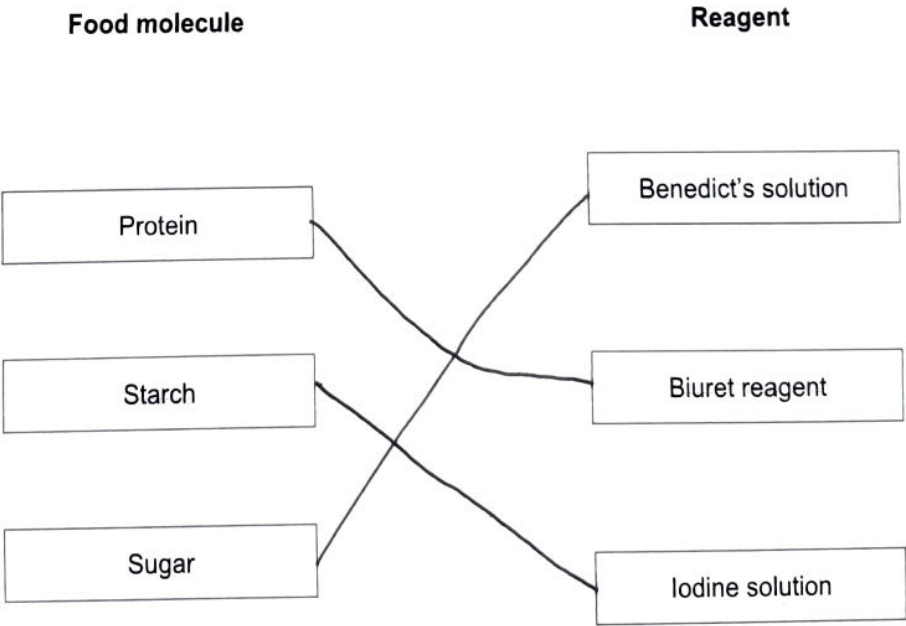 Food molecule
Reagent
Protein
Starch
Sugar
Benedict's solution
Biuret reagent
Iodine solution